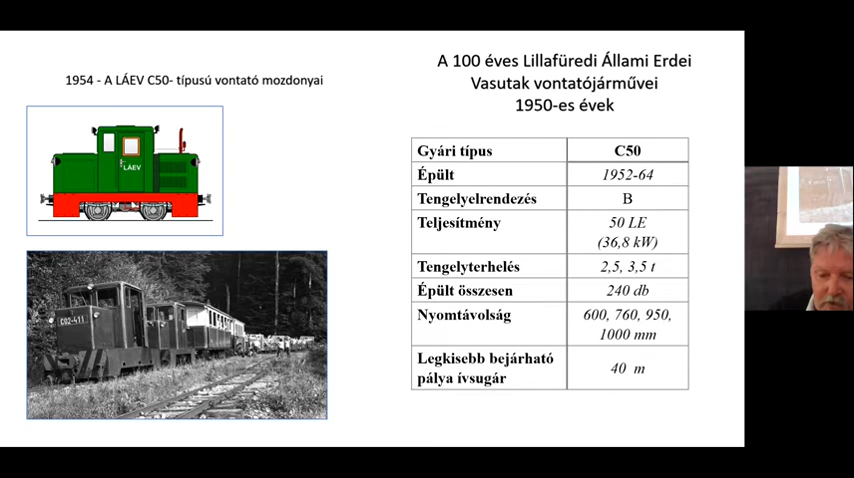 1954 - A LÁEV C50- típusú vontató mozdonyai
LÁEV
C02-411
A 100 éves Lillafüredi Állami Erdei
Vasutak vontatójárművei
1950-es évek
Gyári típus C50
Épült 1952-64
Tengelyelrendezés B
Teljesítmény 50 LE
(36,8 kW)
Tengelyterhelés 2,5, 3,5 t
Épült összesen 240 db
Nyomtávolság 600, 760, 950,
1000 mm
Legkisebb bejárható
pálya ívsugár 40 m